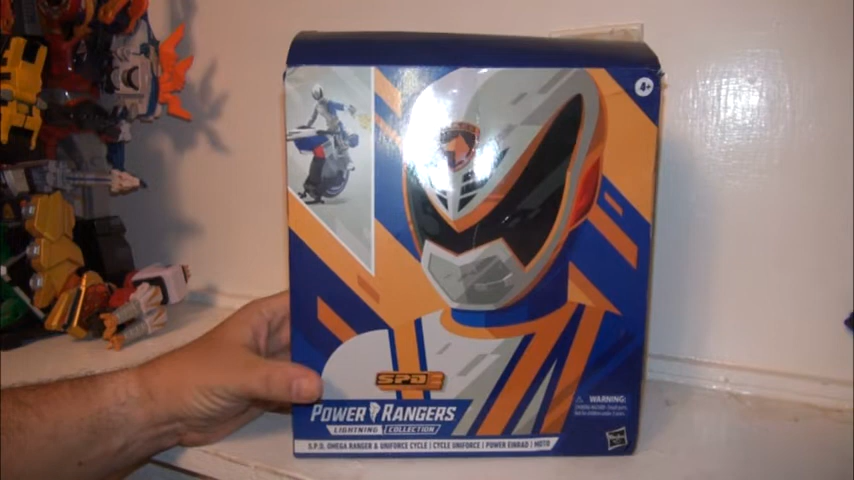 4+
SPD
POWER RANGERS
LIGHTNING COLLECTION
WARNING:
S.P.D. OMEGA RANGER & UNIFORCE CYCLE | CYCLE UNIFORCE | POWER EINRAD | MOTO
Hasbro